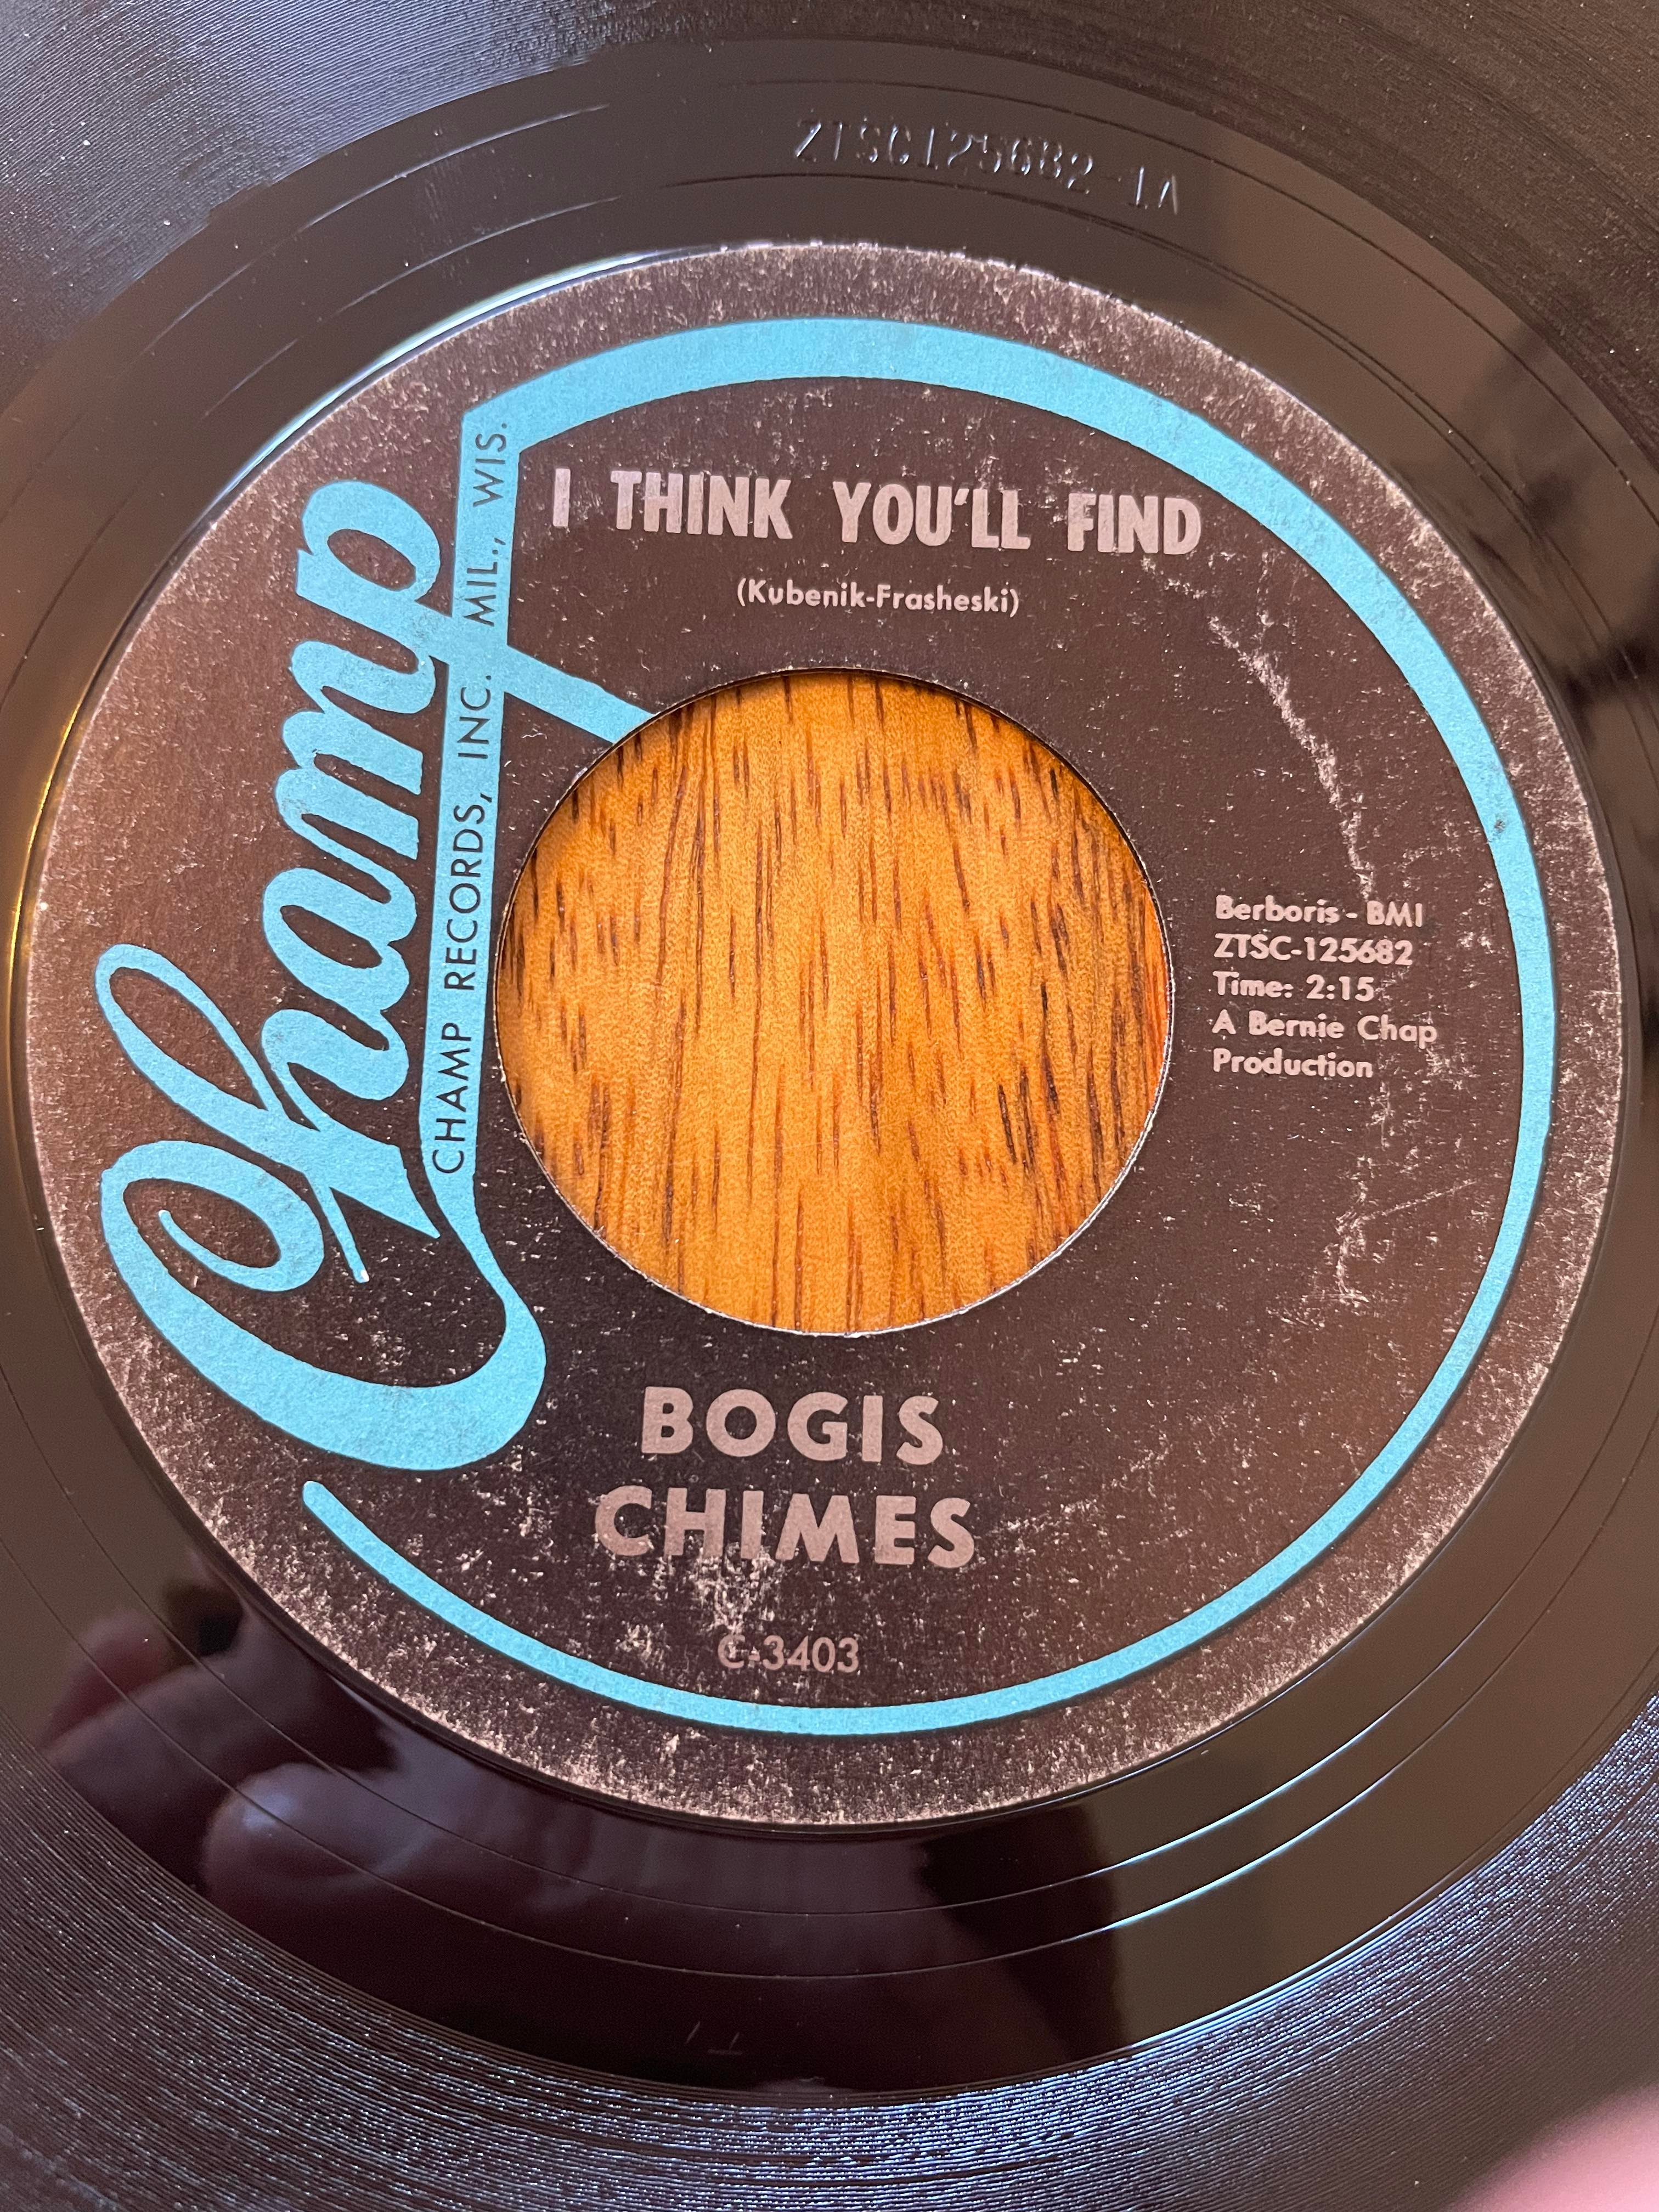 ZTSC125682-1A
Champ
CHAMP RECORDS, INC. MIL., WIS.
I THINK YOU'LL FIND
(Kubenik-Frasheski)
Berboris - BMI
ZTSC-125682
Time: 2:15
A Bernie Chap
Production
BOGIS
CHIMES
C-3403